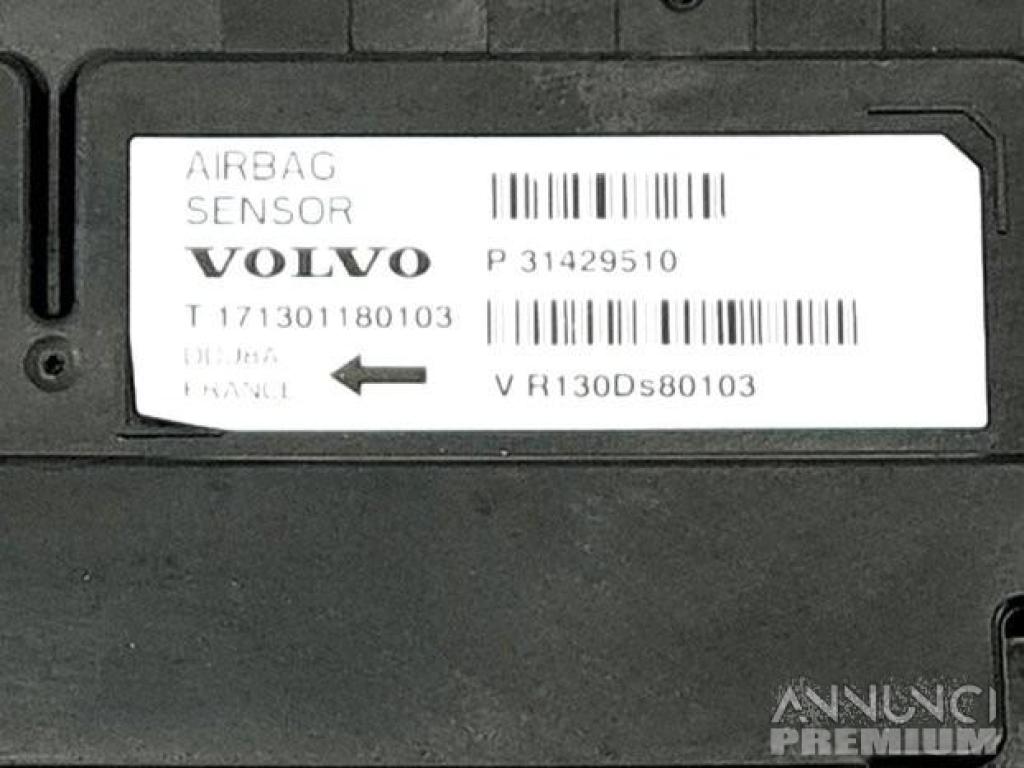 AIRBAG
SENSOR
VOLVO
P 31429510
T 171301180103
FRANCE
V R130Ds80103
ANNUNCI
PREMIUM